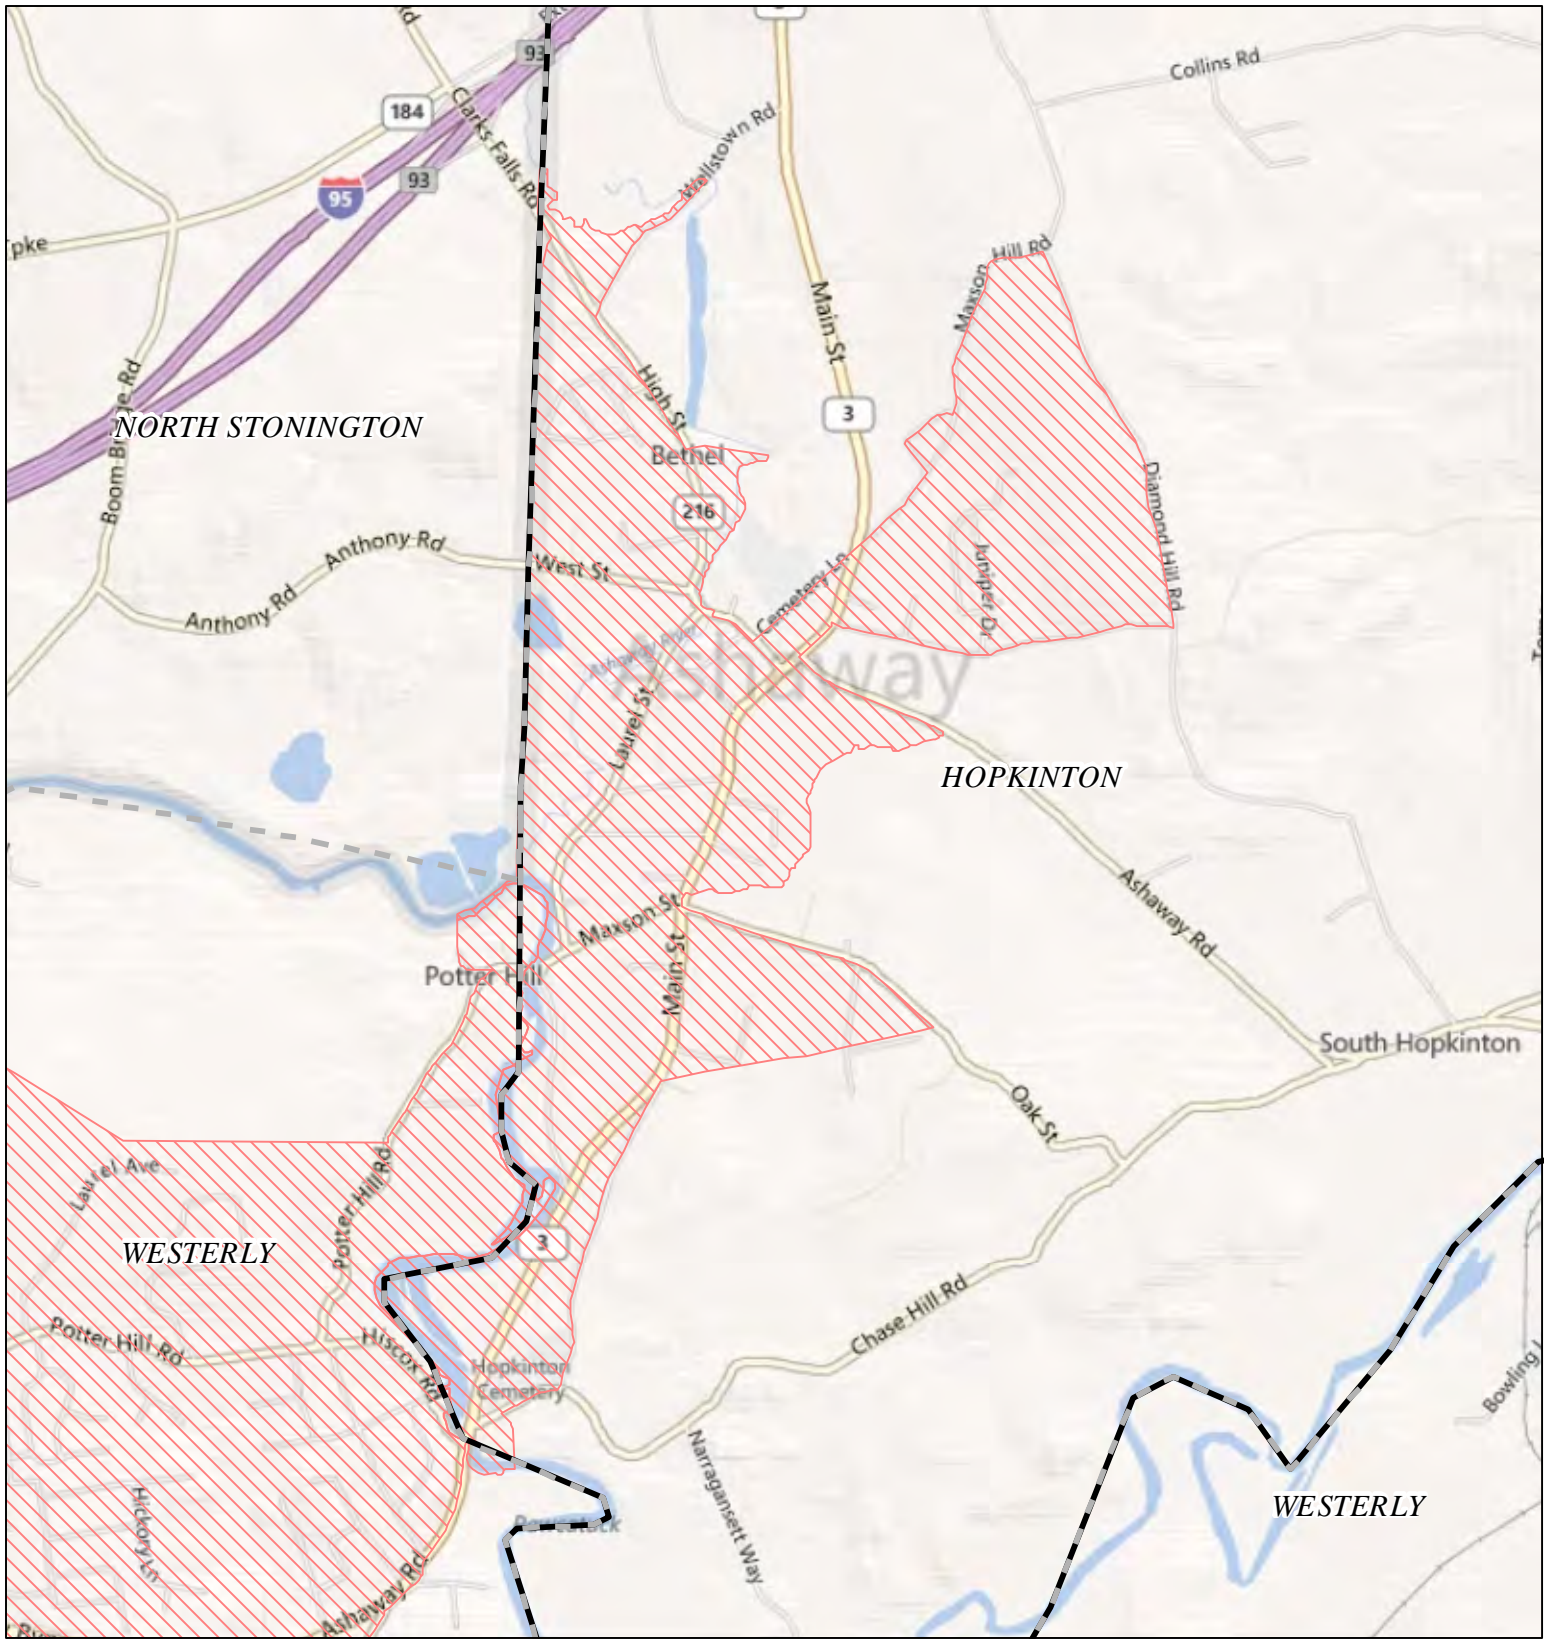 93
184
Clarks Falls Rd
93
95
Wellstown Rd
Collins Rd
Main St
Maxson Hill Rd
3
High St
NORTH STONINGTON
Boom Bridge Rd
Bethel
216
Diamond Hill Rd
Anthony Rd
West St
Cemetery Ln
Juniper Dr
Anthony Rd
Ashaway River
Ashaway
Laurel St
HOPKINTON
Ashaway Rd
Maxson St
Main St
Potter Hill
South Hopkinton
Oak St
Laurel Ave
Potter Hill Rd
WESTERLY
3
Chase Hill Rd
Potter Hill Rd
Hiscox Rd
Hopkinton
Cemetery
Narragansett Way
WESTERLY
Hickory Ln
Pawcatuck
Ashaway Rd